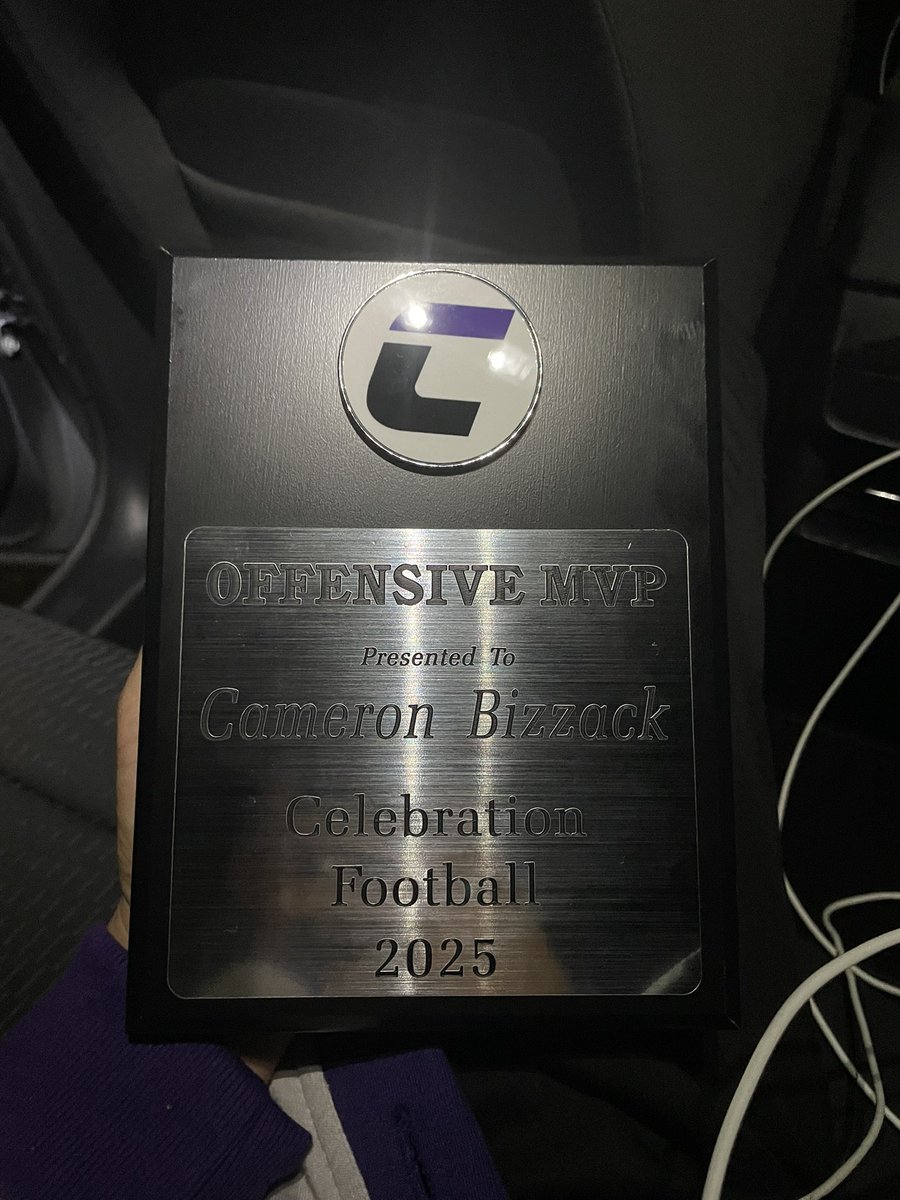 C
OFFENSIVE MVP
Presented To
Cameron Bizzack
Celebration
Football
2025